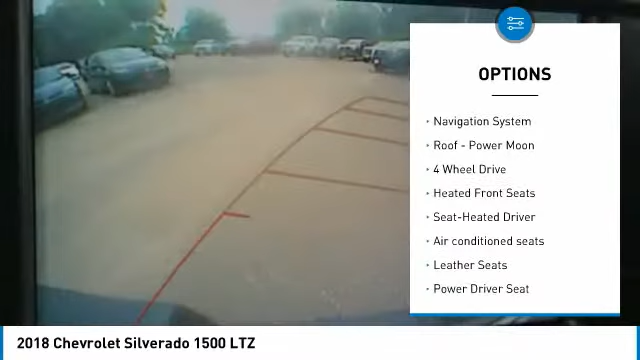 OPTIONS
· Navigation System
· Roof - Power Moon
· 4 Wheel Drive
· Heated Front Seats
· Seat-Heated Driver
· Air conditioned seats
· Leather Seats
· Power Driver Seat
2018 Chevrolet Silverado 1500 LTZ